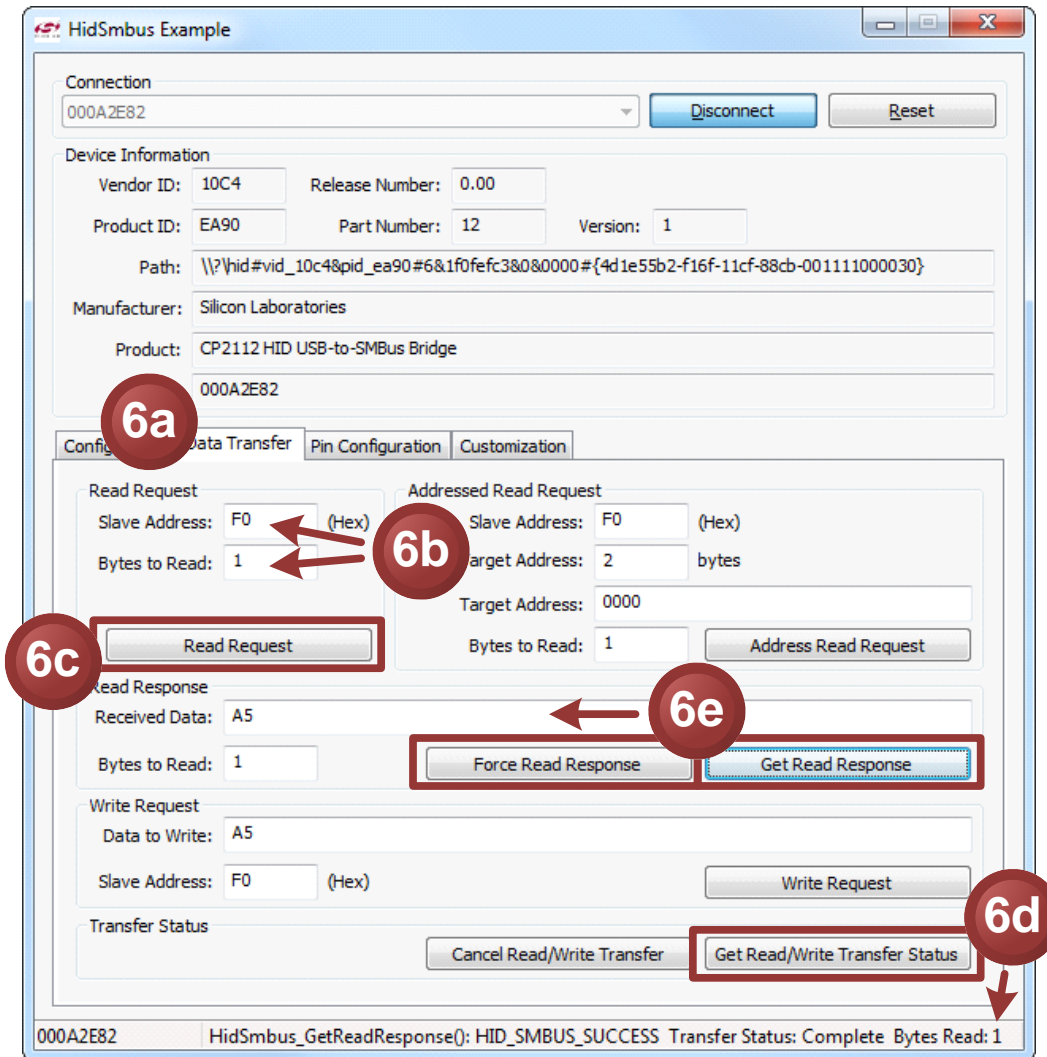 HidSmbus Example
Connection
000A2E82
Disconnect
Reset
Device Information
Vendor ID: 10C4 Release Number: 0.00
Product ID: EA90 Part Number: 12 Version: 1
Path: \\?\hid#vid_10c4&pid_ea90#6&1f0fefc3&0&0000#{4d1e55b2-f16f-11cf-88cb-001111000030}
Manufacturer: Silicon Laboratories
Product: CP2112 HID USB-to-SMBus Bridge
000A2E82
6a
Data Transfer Pin Configuration Customization
Read Request
Slave Address: F0 (Hex)
Bytes to Read: 1
6b
Addressed Read Request
Slave Address: F0 (Hex)
Target Address: 2 bytes
Target Address: 0000
Bytes to Read: 1 Address Read Request
6c
Read Request
Read Response
Received Data: A5
6e
Bytes to Read: 1 Force Read Response Get Read Response
Write Request
Data to Write: A5
Slave Address: F0 (Hex) Write Request
Transfer Status
6d
Cancel Read/Write Transfer Get Read/Write Transfer Status
000A2E82 HidSmbus_GetReadResponse(): HID_SMBUS_SUCCESS Transfer Status: Complete Bytes Read: 1